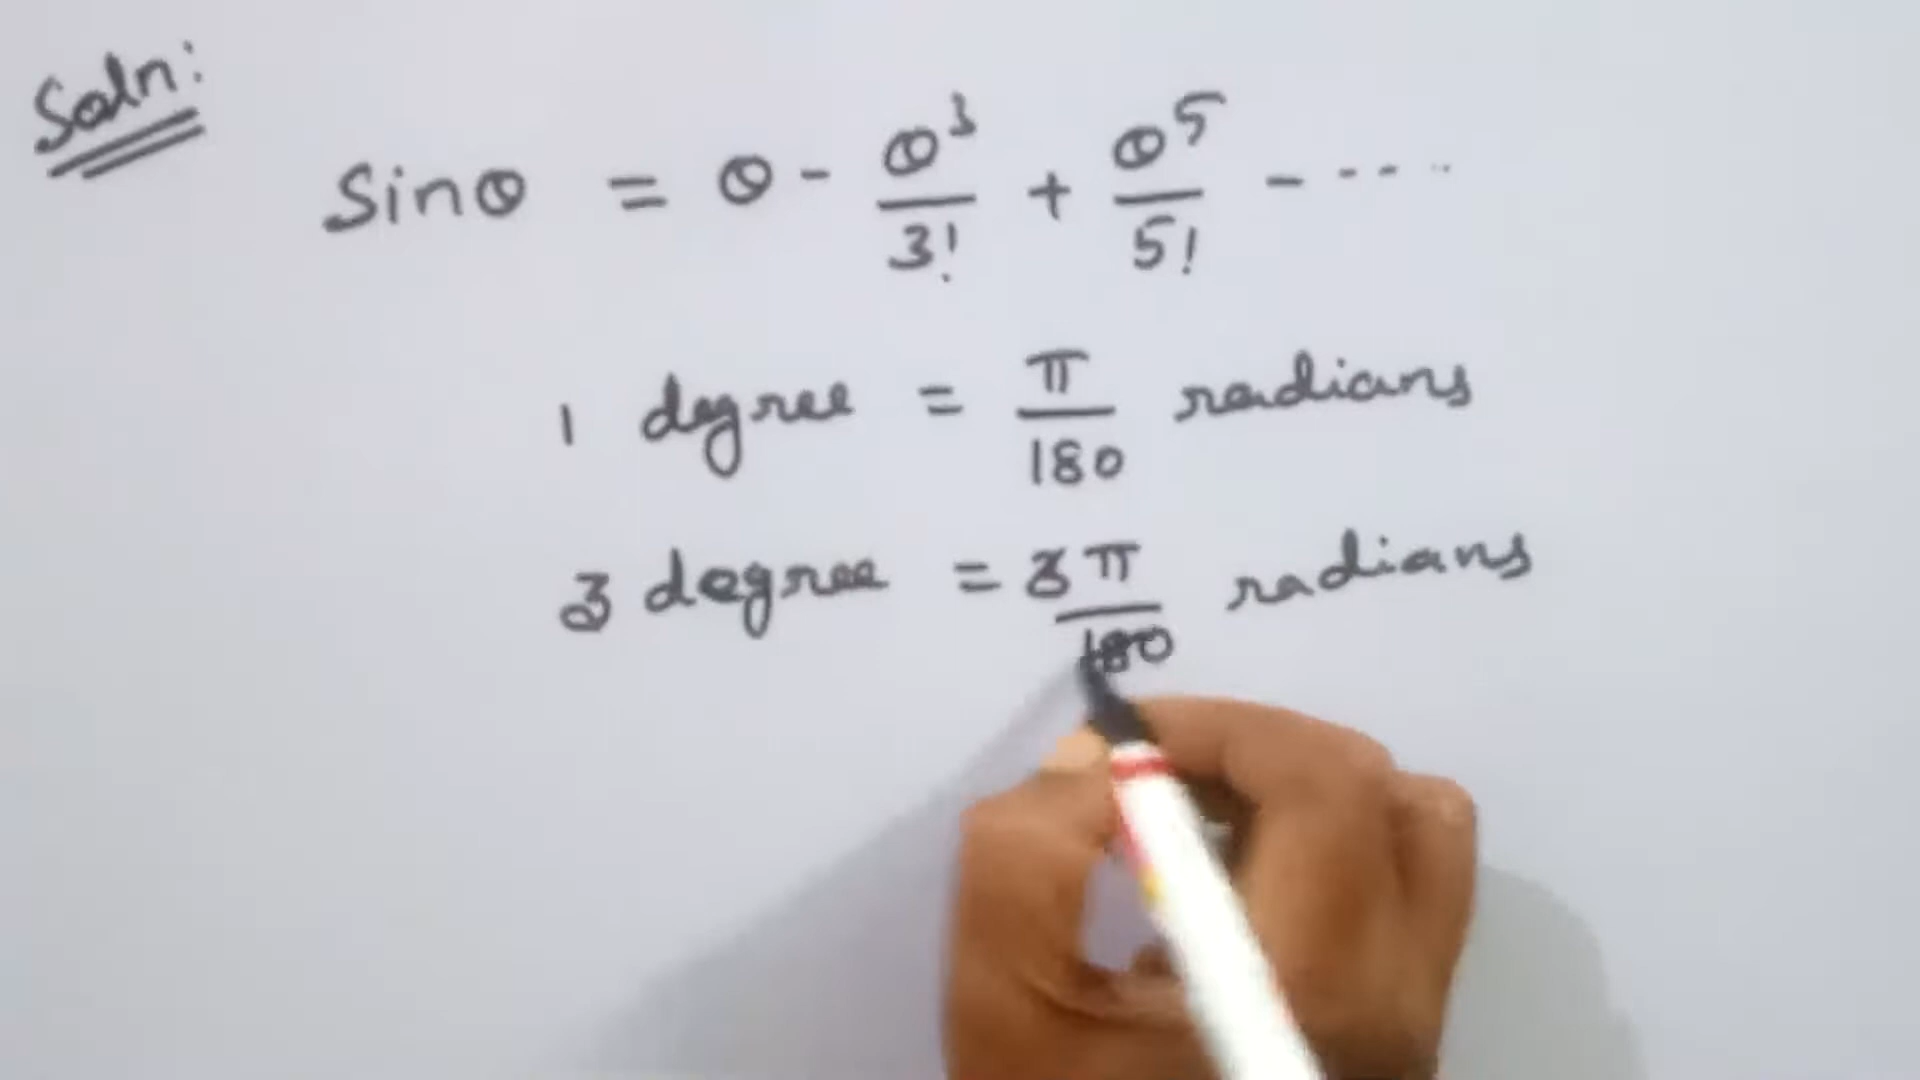 Soln:
Sinθ = θ - θ³/3! + θ⁵/5! - ----
1 degree = π/180 radians
3 degree = 3π/180 radians